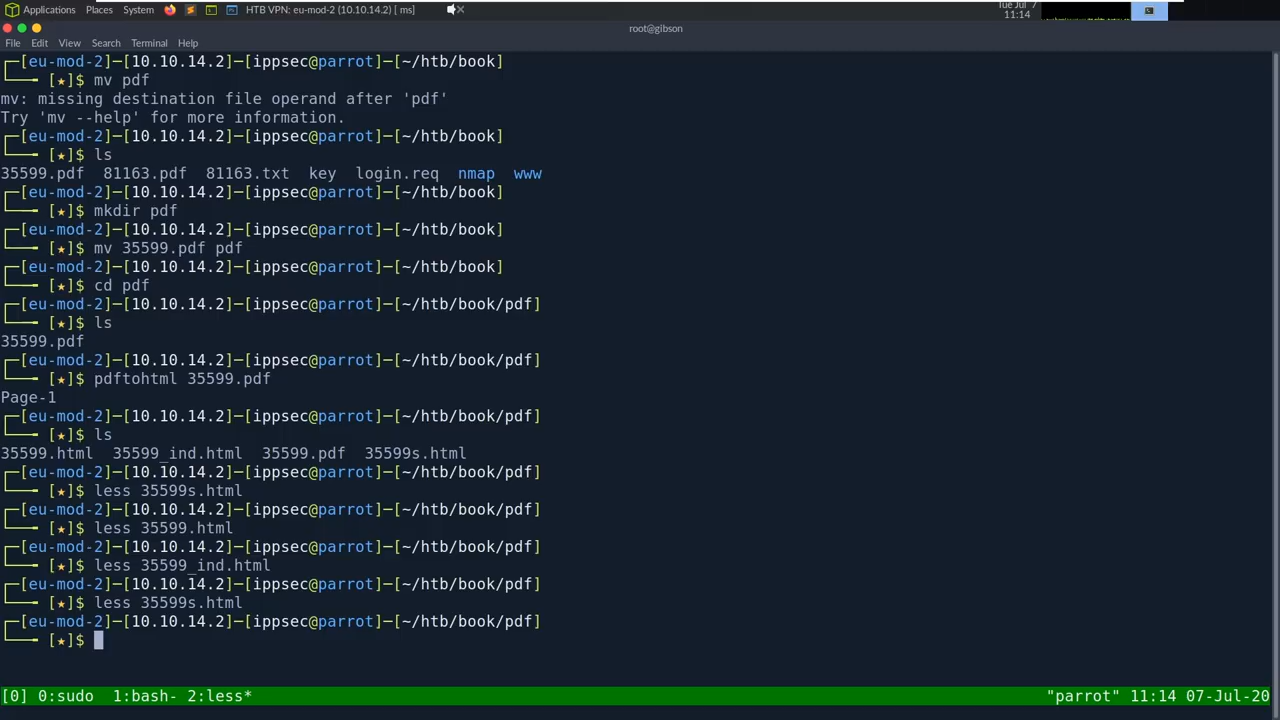 Applications Places System HTB VPN: eu-mod-2 (10.10.14.2) [ ms]
Tue Jul 7
11:14
root@gibson
File Edit View Search Terminal Help
┌─[eu-mod-2]─[10.10.14.2]─[ippsec@parrot]─[~/htb/book]
└──╼ [★]$ mv pdf
mv: missing destination file operand after 'pdf'
Try 'mv --help' for more information.
┌─[eu-mod-2]─[10.10.14.2]─[ippsec@parrot]─[~/htb/book]
└──╼ [★]$ ls
35599.pdf 81163.pdf 81163.txt key login.req nmap www
┌─[eu-mod-2]─[10.10.14.2]─[ippsec@parrot]─[~/htb/book]
└──╼ [★]$ mkdir pdf
┌─[eu-mod-2]─[10.10.14.2]─[ippsec@parrot]─[~/htb/book]
└──╼ [★]$ mv 35599.pdf pdf
┌─[eu-mod-2]─[10.10.14.2]─[ippsec@parrot]─[~/htb/book]
└──╼ [★]$ cd pdf
┌─[eu-mod-2]─[10.10.14.2]─[ippsec@parrot]─[~/htb/book/pdf]
└──╼ [★]$ ls
35599.pdf
┌─[eu-mod-2]─[10.10.14.2]─[ippsec@parrot]─[~/htb/book/pdf]
└──╼ [★]$ pdftohtml 35599.pdf
Page-1
┌─[eu-mod-2]─[10.10.14.2]─[ippsec@parrot]─[~/htb/book/pdf]
└──╼ [★]$ ls
35599.html 35599_ind.html 35599.pdf 35599s.html
┌─[eu-mod-2]─[10.10.14.2]─[ippsec@parrot]─[~/htb/book/pdf]
└──╼ [★]$ less 35599s.html
┌─[eu-mod-2]─[10.10.14.2]─[ippsec@parrot]─[~/htb/book/pdf]
└──╼ [★]$ less 35599.html
┌─[eu-mod-2]─[10.10.14.2]─[ippsec@parrot]─[~/htb/book/pdf]
└──╼ [★]$ less 35599_ind.html
┌─[eu-mod-2]─[10.10.14.2]─[ippsec@parrot]─[~/htb/book/pdf]
└──╼ [★]$ less 35599s.html
┌─[eu-mod-2]─[10.10.14.2]─[ippsec@parrot]─[~/htb/book/pdf]
└──╼ [★]$
[0] 0:sudo 1:bash- 2:less* "parrot" 11:14 07-Jul-20